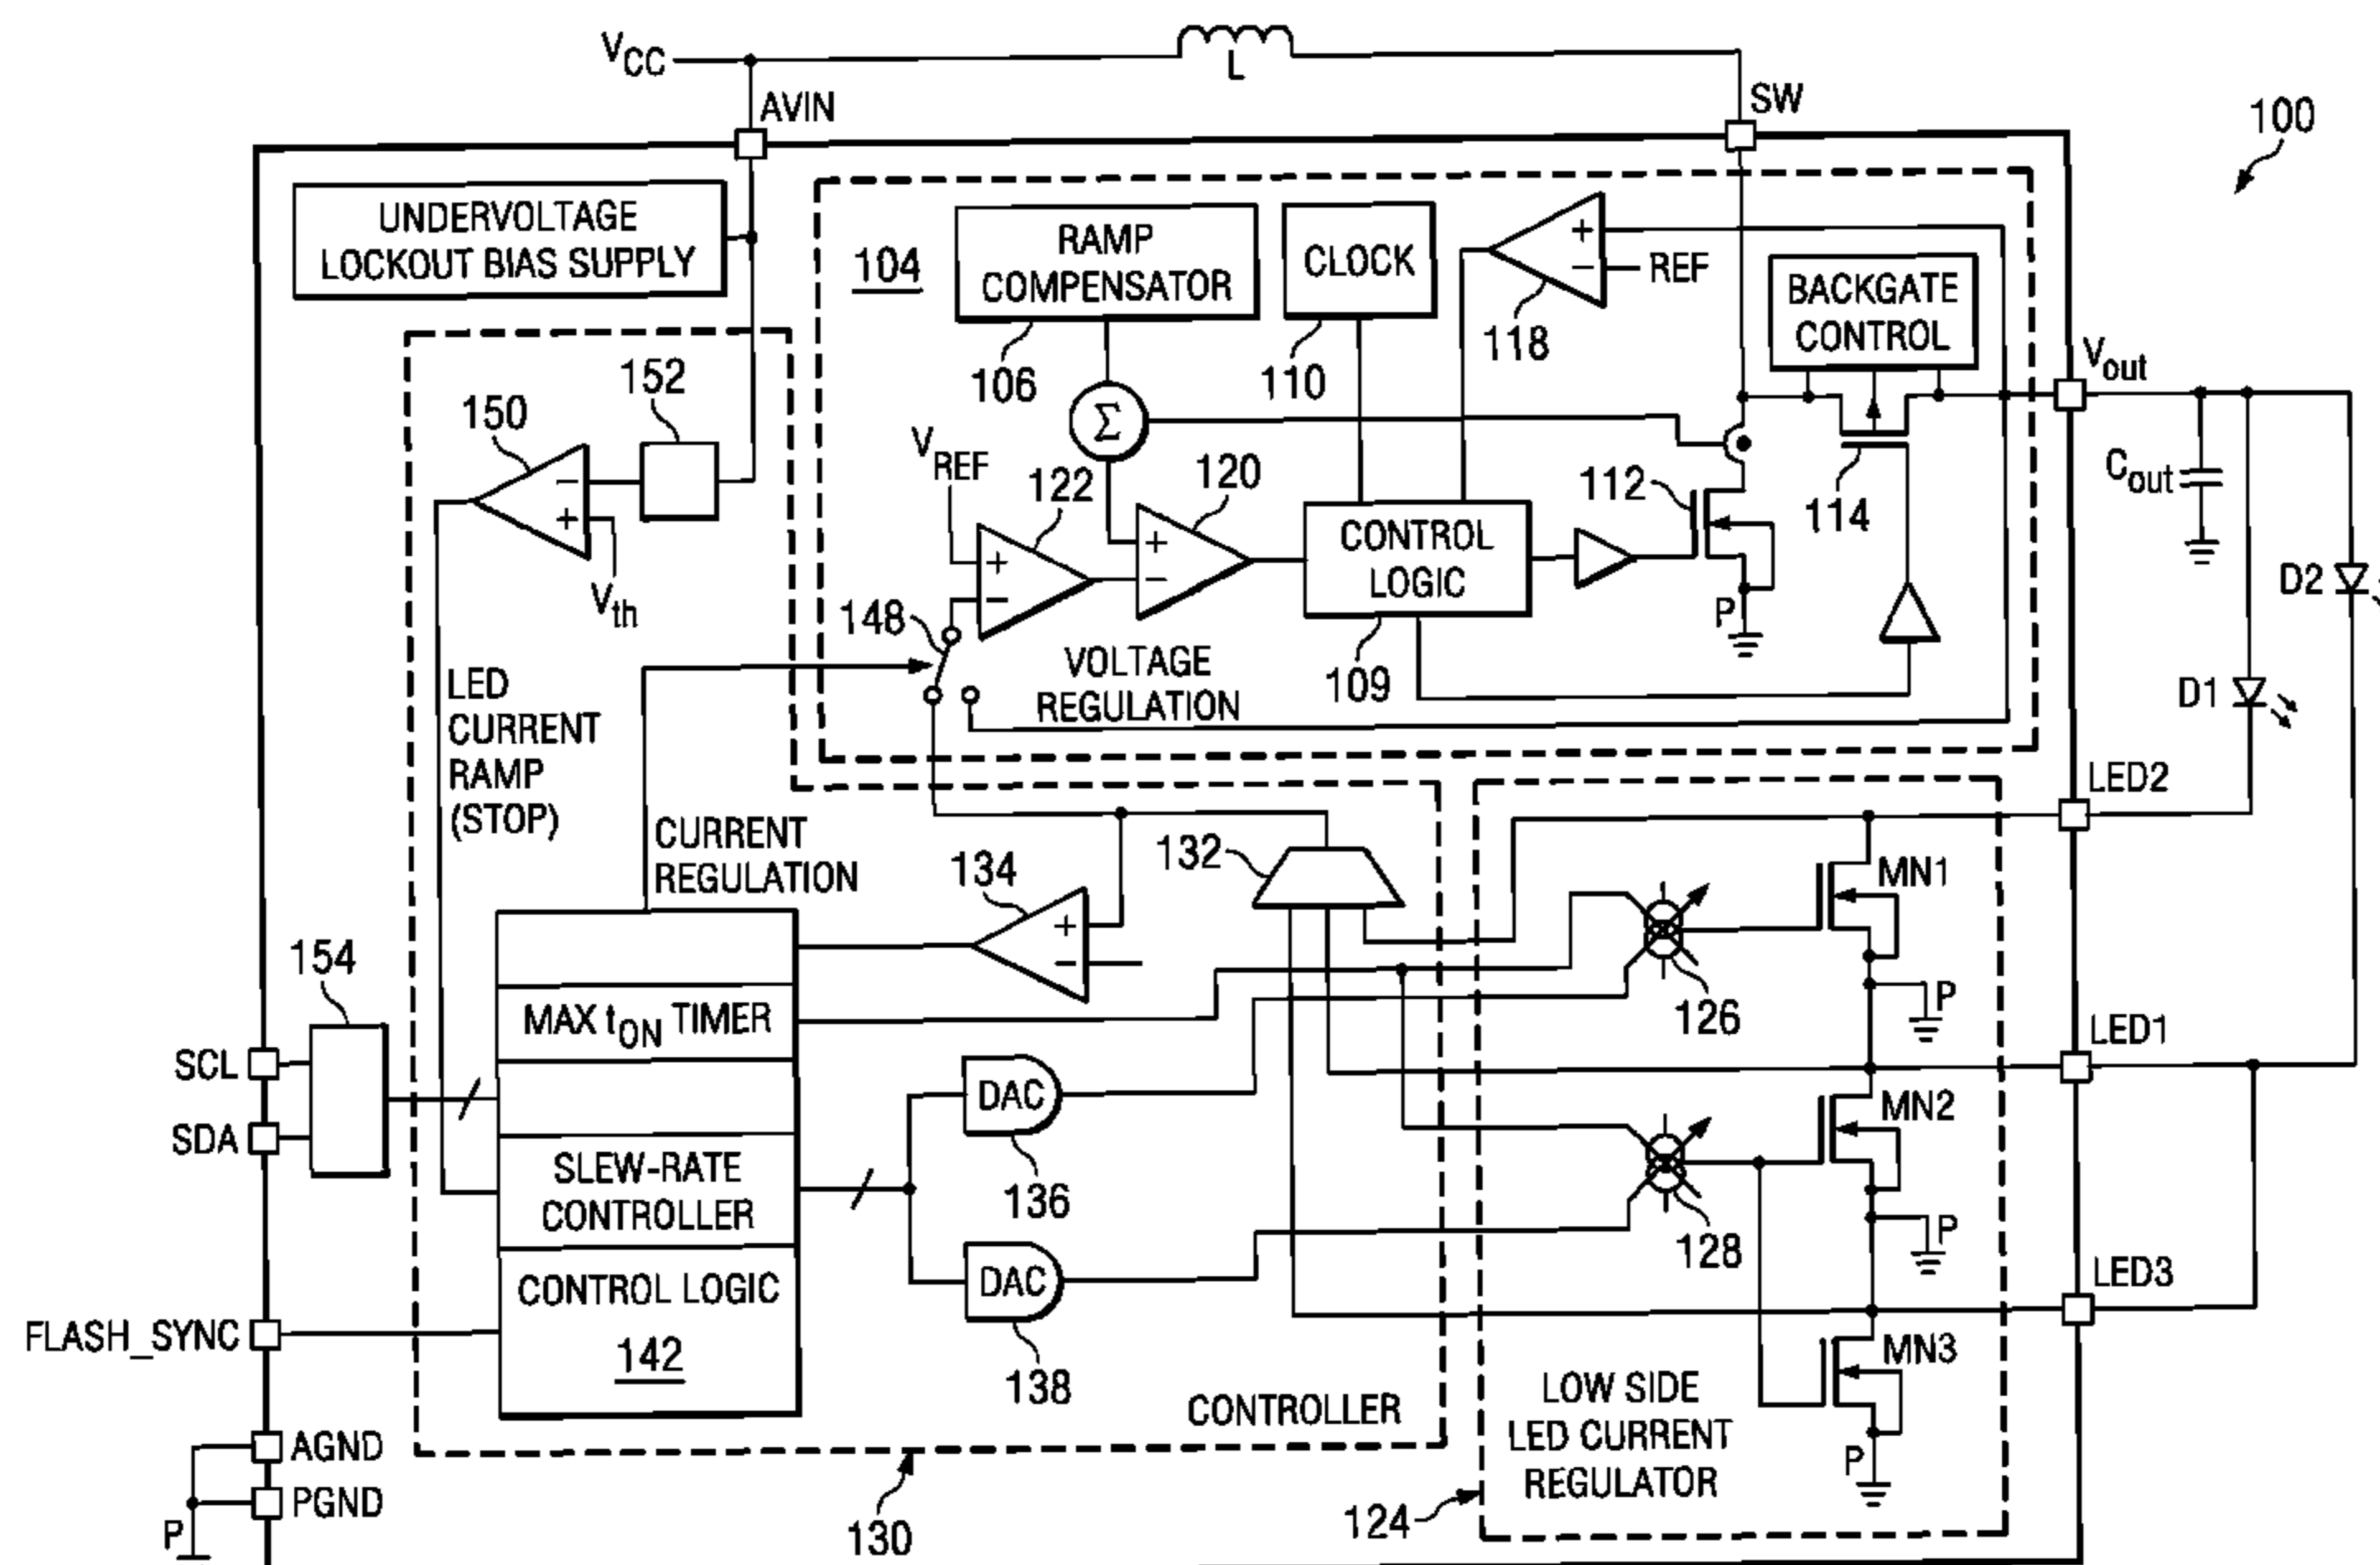 VCC
L
AVIN
SW
100
UNDERVOLTAGE
LOCKOUT BIAS SUPPLY
104
RAMP
COMPENSATOR
CLOCK
+
−
REF
BACKGATE
CONTROL
118
106
110
Vout
152
150
Σ
VREF
122
120
112
114
Cout
−
+
Vth
+
−
+
−
CONTROL
LOGIC
P
D2
148
VOLTAGE
REGULATION
109
D1
LED
CURRENT
RAMP
(STOP)
CURRENT
REGULATION
LED2
134
132
MN1
+
−
154
MAX tON TIMER
126
P
LED1
SCL
SDA
DAC
136
MN2
SLEW-RATE
CONTROLLER
128
P
DAC
138
LED3
CONTROL LOGIC
142
FLASH_SYNC
MN3
CONTROLLER
LOW SIDE
LED CURRENT
REGULATOR
P
AGND
PGND
P
130
124